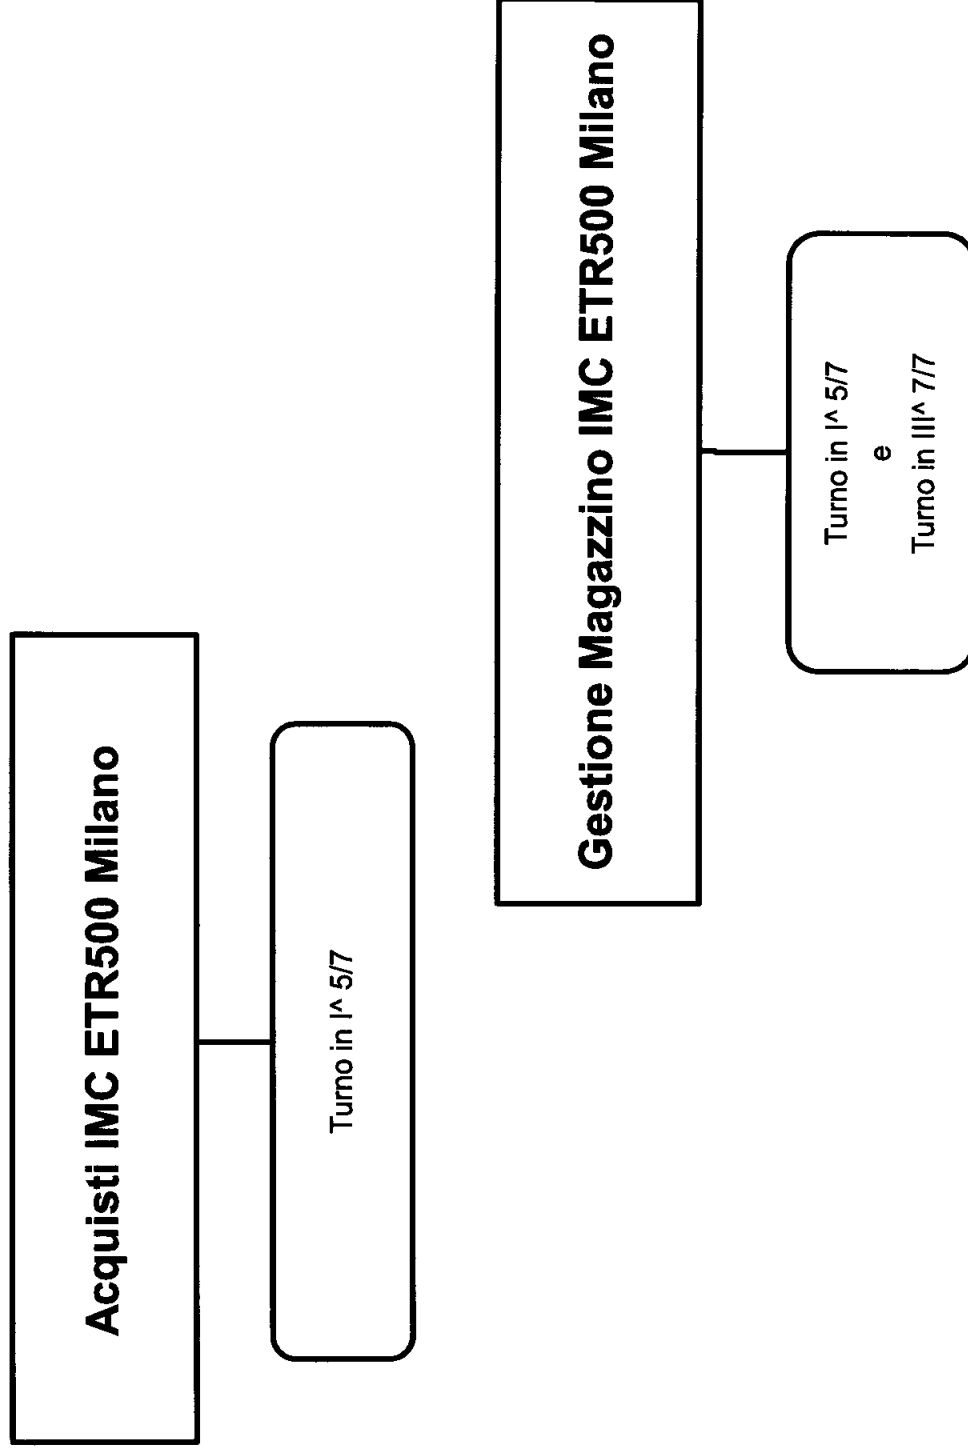 Acquisti IMC ETR500 Milano
Turno in I^ 5/7
Gestione Magazzino IMC ETR500 Milano
Turno in I^ 5/7
e
Turno in III^ 7/7